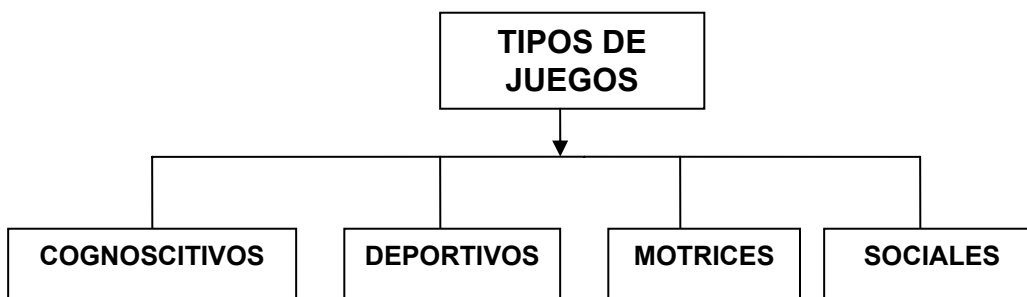 TIPOS DE
JUEGOS
COGNOSCITIVOS
DEPORTIVOS
MOTRICES
SOCIALES